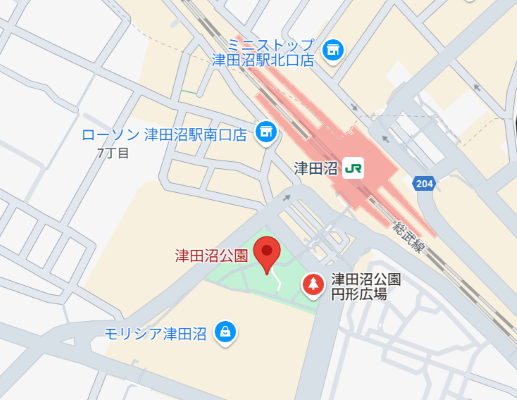 ミニストップ
津田沼駅北口店
ローソン 津田沼駅南口店
7丁目
津田沼
JR
204
総武線
津田沼公園
津田沼公園
円形広場
モリシア津田沼